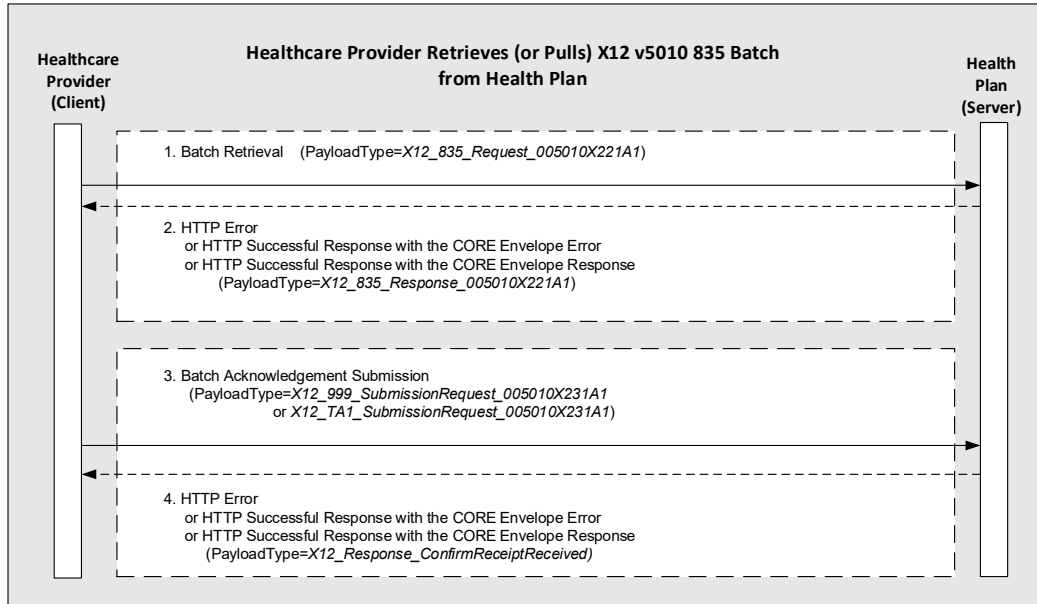 Healthcare Provider Retrieves (or Pulls) X12 v5010 835 Batch
from Health Plan
Healthcare
Provider
(Client)
Health
Plan
(Server)
1. Batch Retrieval (PayloadType=X12_835_Request_005010X221A1)
2. HTTP Error
or HTTP Successful Response with the CORE Envelope Error
or HTTP Successful Response with the CORE Envelope Response
(PayloadType=X12_835_Response_005010X221A1)
3. Batch Acknowledgement Submission
(PayloadType=X12_999_SubmissionRequest_005010X231A1
or X12_TA1_SubmissionRequest_005010X231A1)
4. HTTP Error
or HTTP Successful Response with the CORE Envelope Error
or HTTP Successful Response with the CORE Envelope Response
(PayloadType=X12_Response_ConfirmReceiptReceived)